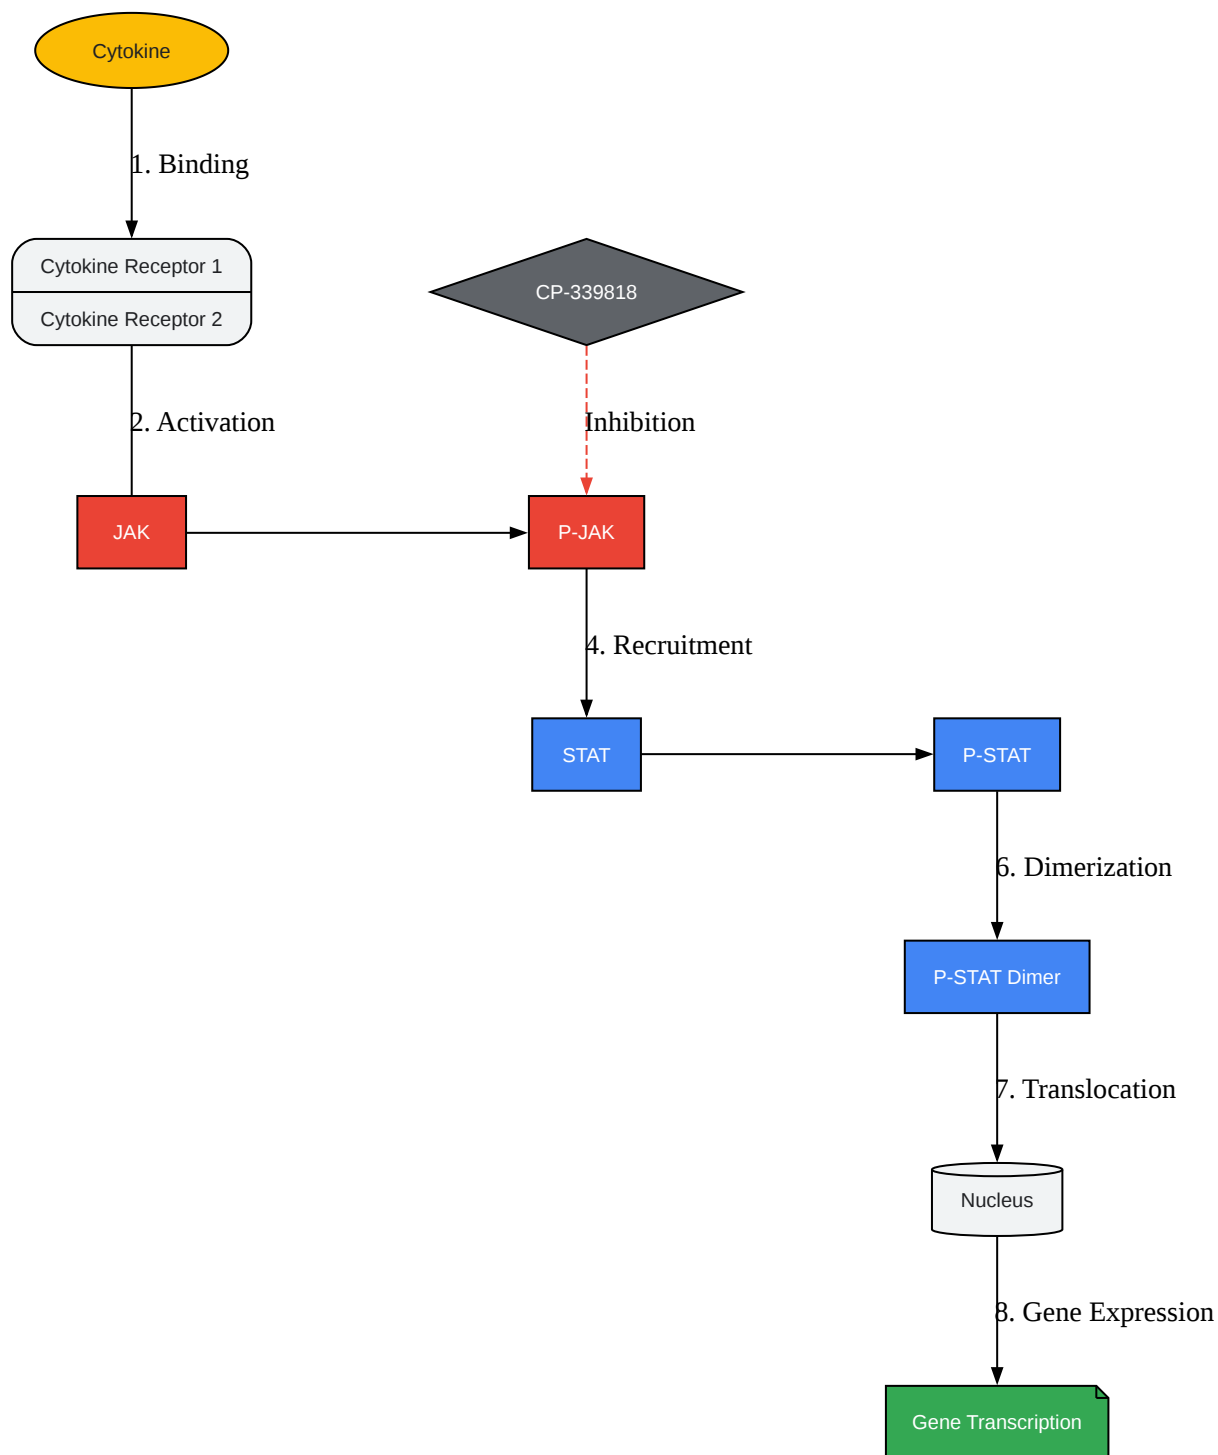 Cytokine
1. Binding
Cytokine Receptor 1
Cytokine Receptor 2
CP-339818
2. Activation
Inhibition
JAK
P-JAK
4. Recruitment
STAT
P-STAT
6. Dimerization
P-STAT Dimer
7. Translocation
Nucleus
8. Gene Expression
Gene Transcription